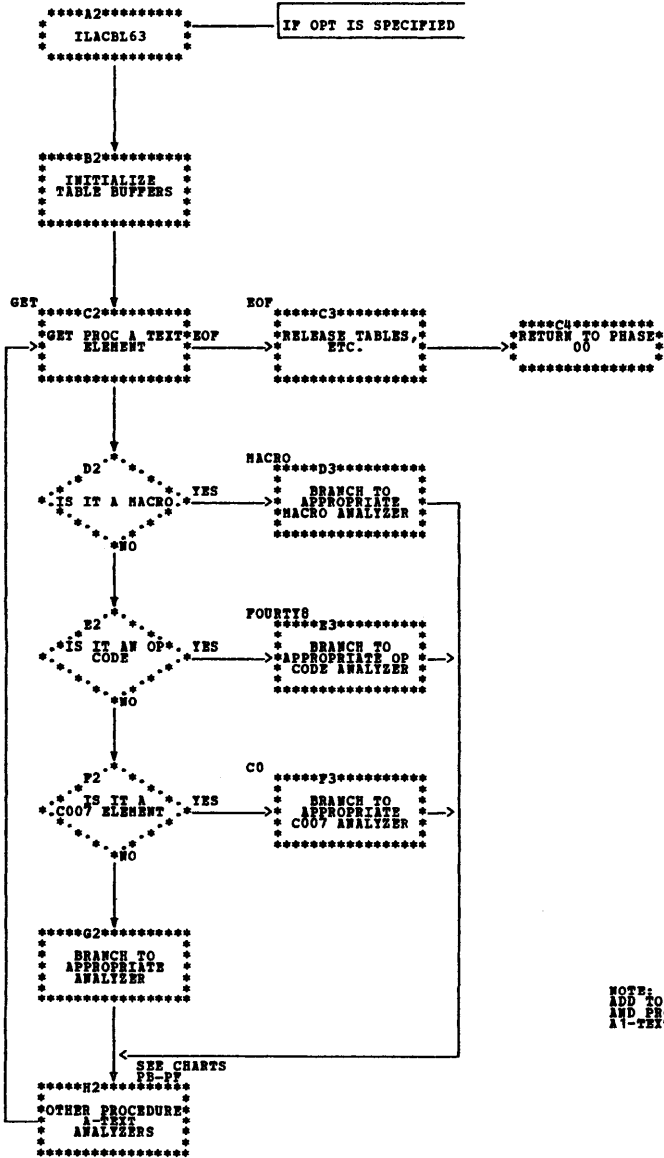 A2
ILACBL63
IF OPT IS SPECIFIED
B2
INITIALIZE
TABLE BUFFERS
GET
C2
GET PROC A TEXT
ELEMENT
EOF
EOF
C3
RELEASE TABLES,
ETC.
C4
RETURN TO PHASE
00
D2
IS IT A MACRO
YES
NO
MACRO
D3
BRANCH TO
APPROPRIATE
MACRO ANALYZER
E2
IS IT AN OP
CODE
YES
NO
FOURTY8
E3
BRANCH TO
APPROPRIATE OP
CODE ANALYZER
F2
IS IT A
C007 ELEMENT
YES
NO
C0
F3
BRANCH TO
APPROPRIATE
C007 ANALYZER
G2
BRANCH TO
APPROPRIATE
ANALYZER
NOTE:
ADD TO
AND
A1-
SEE CHARTS
PB-PF
H2
OTHER PROCEDURE
A-TEXT
ANALYZERS